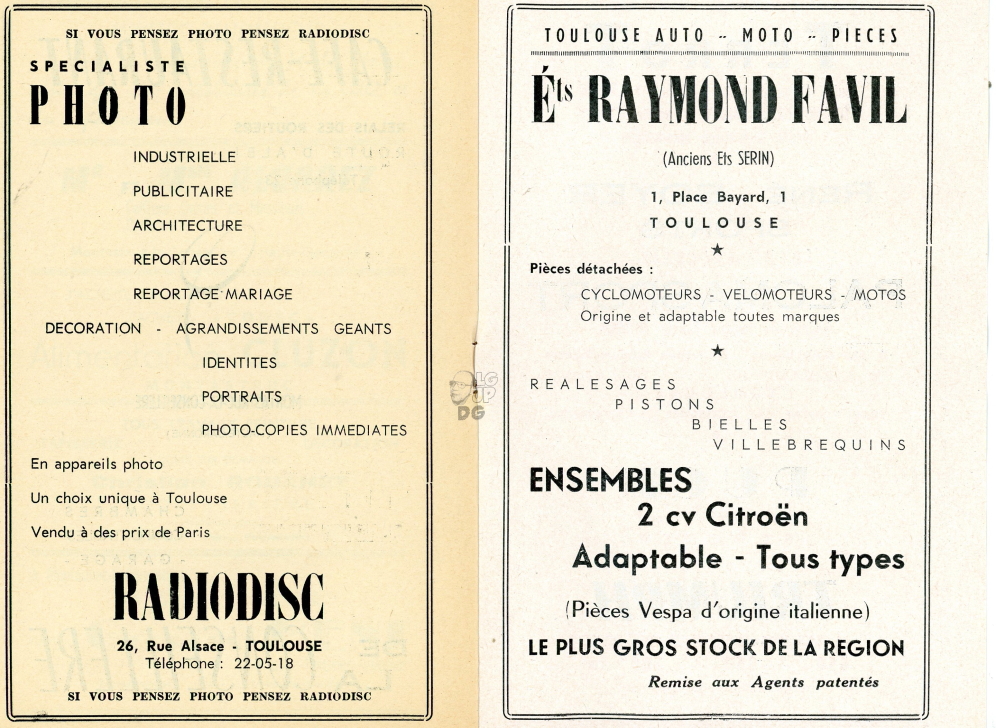 SI VOUS PENSEZ PHOTO PENSEZ RADIODISC
SPECIALISTE
PHOTO
INDUSTRIELLE
PUBLICITAIRE
ARCHITECTURE
REPORTAGES
REPORTAGE MARIAGE
DECORATION - AGRANDISSEMENTS GEANTS
IDENTITES
PORTRAITS
PHOTO-COPIES IMMEDIATES
En appareils photo
Un choix unique à Toulouse
Vendu à des prix de Paris
RADIODISC
26, Rue Alsace - TOULOUSE
Téléphone : 22-05-18
SI VOUS PENSEZ PHOTO PENSEZ RADIODISC
TOULOUSE AUTO -- MOTO -- PIECES
Éts RAYMOND FAVIL
(Anciens Ets SERIN)
1, Place Bayard, 1
TOULOUSE
★
Pièces détachées :
CYCLOMOTEURS - VELOMOTEURS - MOTOS
Origine et adaptable toutes marques
★
REALESAGES
PISTONS
BIELLES
VILLEBREQUINS
ENSEMBLES
2 cv Citroën
Adaptable - Tous types
(Pièces Vespa d'origine italienne)
LE PLUS GROS STOCK DE LA REGION
Remise aux Agents patentés
LG
UP
DG